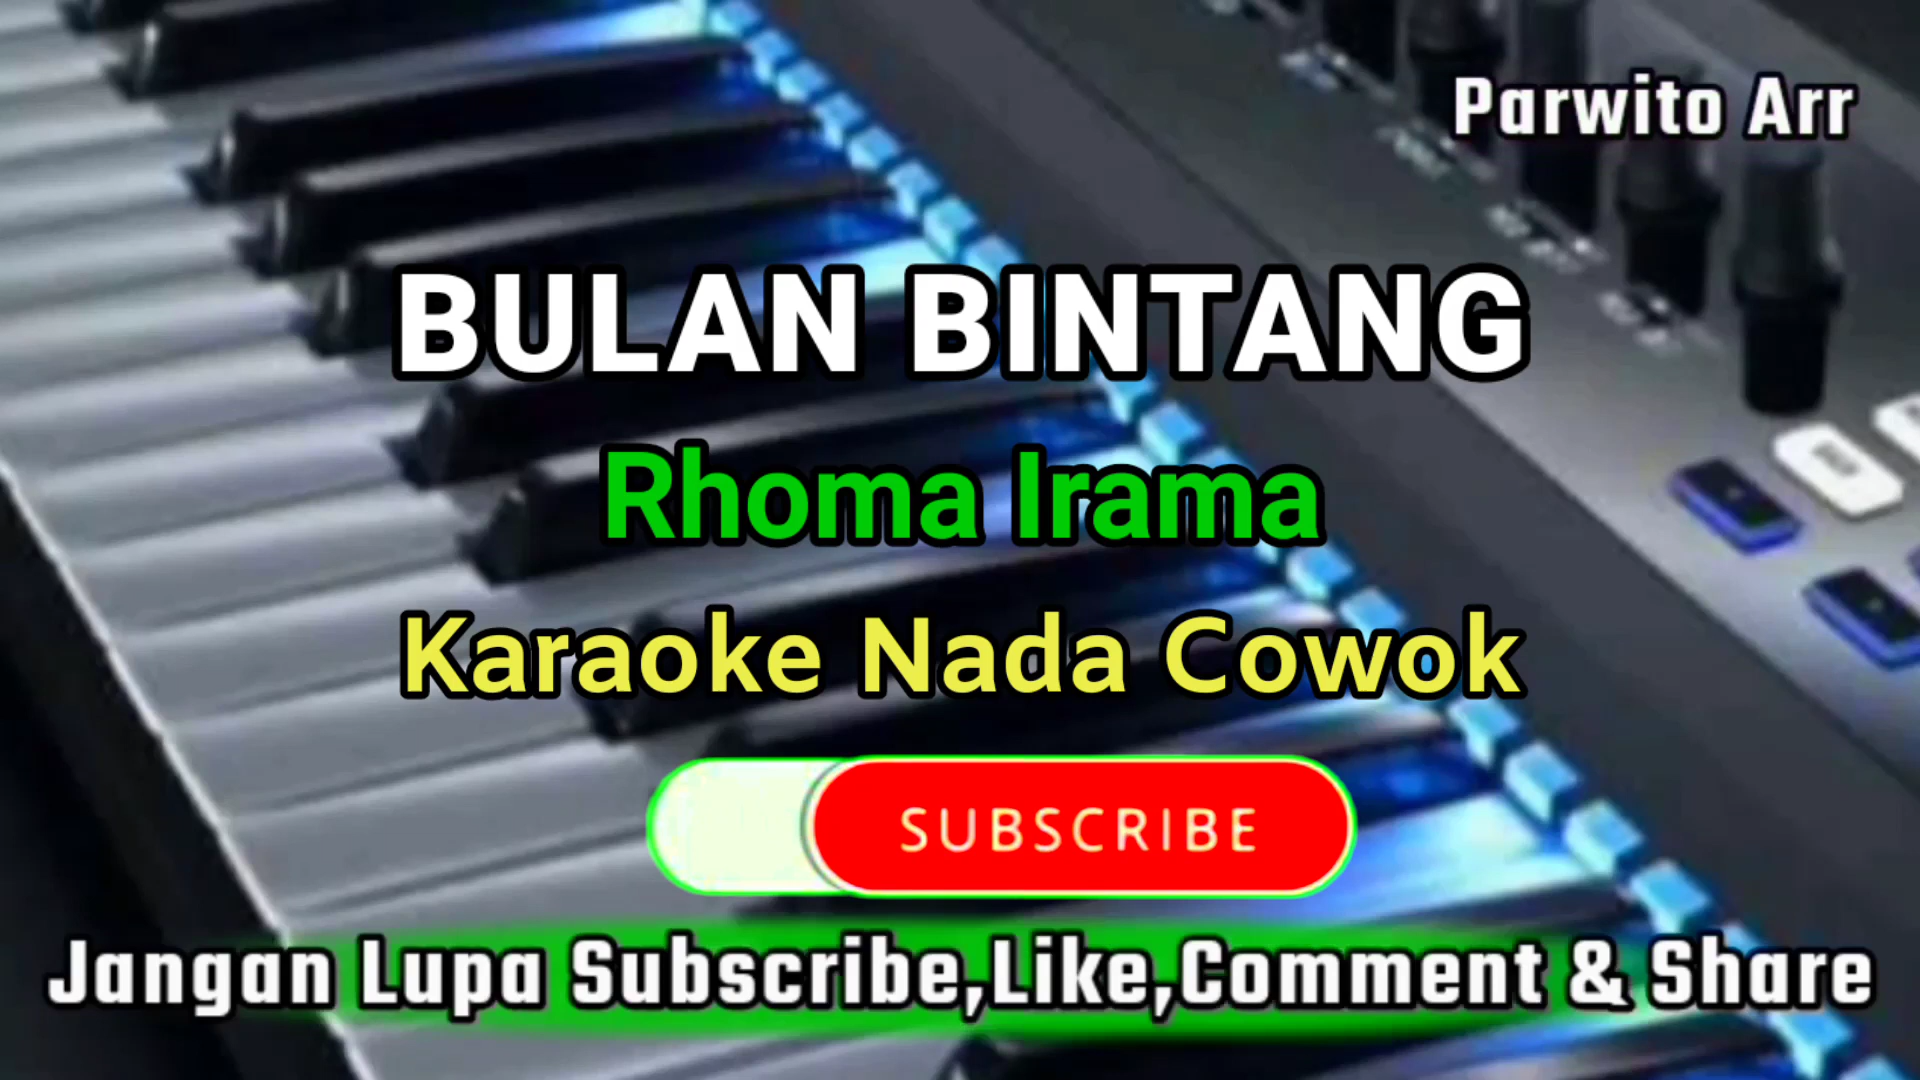 Parwito Arr
BULAN BINTANG
Rhoma Irama
Karaoke Nada Cowok
SUBSCRIBE
Jangan Lupa Subscribe,Like,Comment & Share